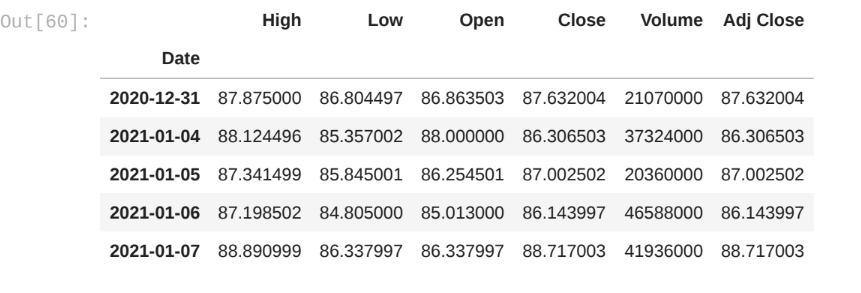 Out[60]: High Low Open Close Volume Adj Close
Date
2020-12-31 87.875000 86.804497 86.863503 87.632004 21070000 87.632004
2021-01-04 88.124496 85.357002 88.000000 86.306503 37324000 86.306503
2021-01-05 87.341499 85.845001 86.254501 87.002502 20360000 87.002502
2021-01-06 87.198502 84.805000 85.013000 86.143997 46588000 86.143997
2021-01-07 88.890999 86.337997 86.337997 88.717003 41936000 88.717003